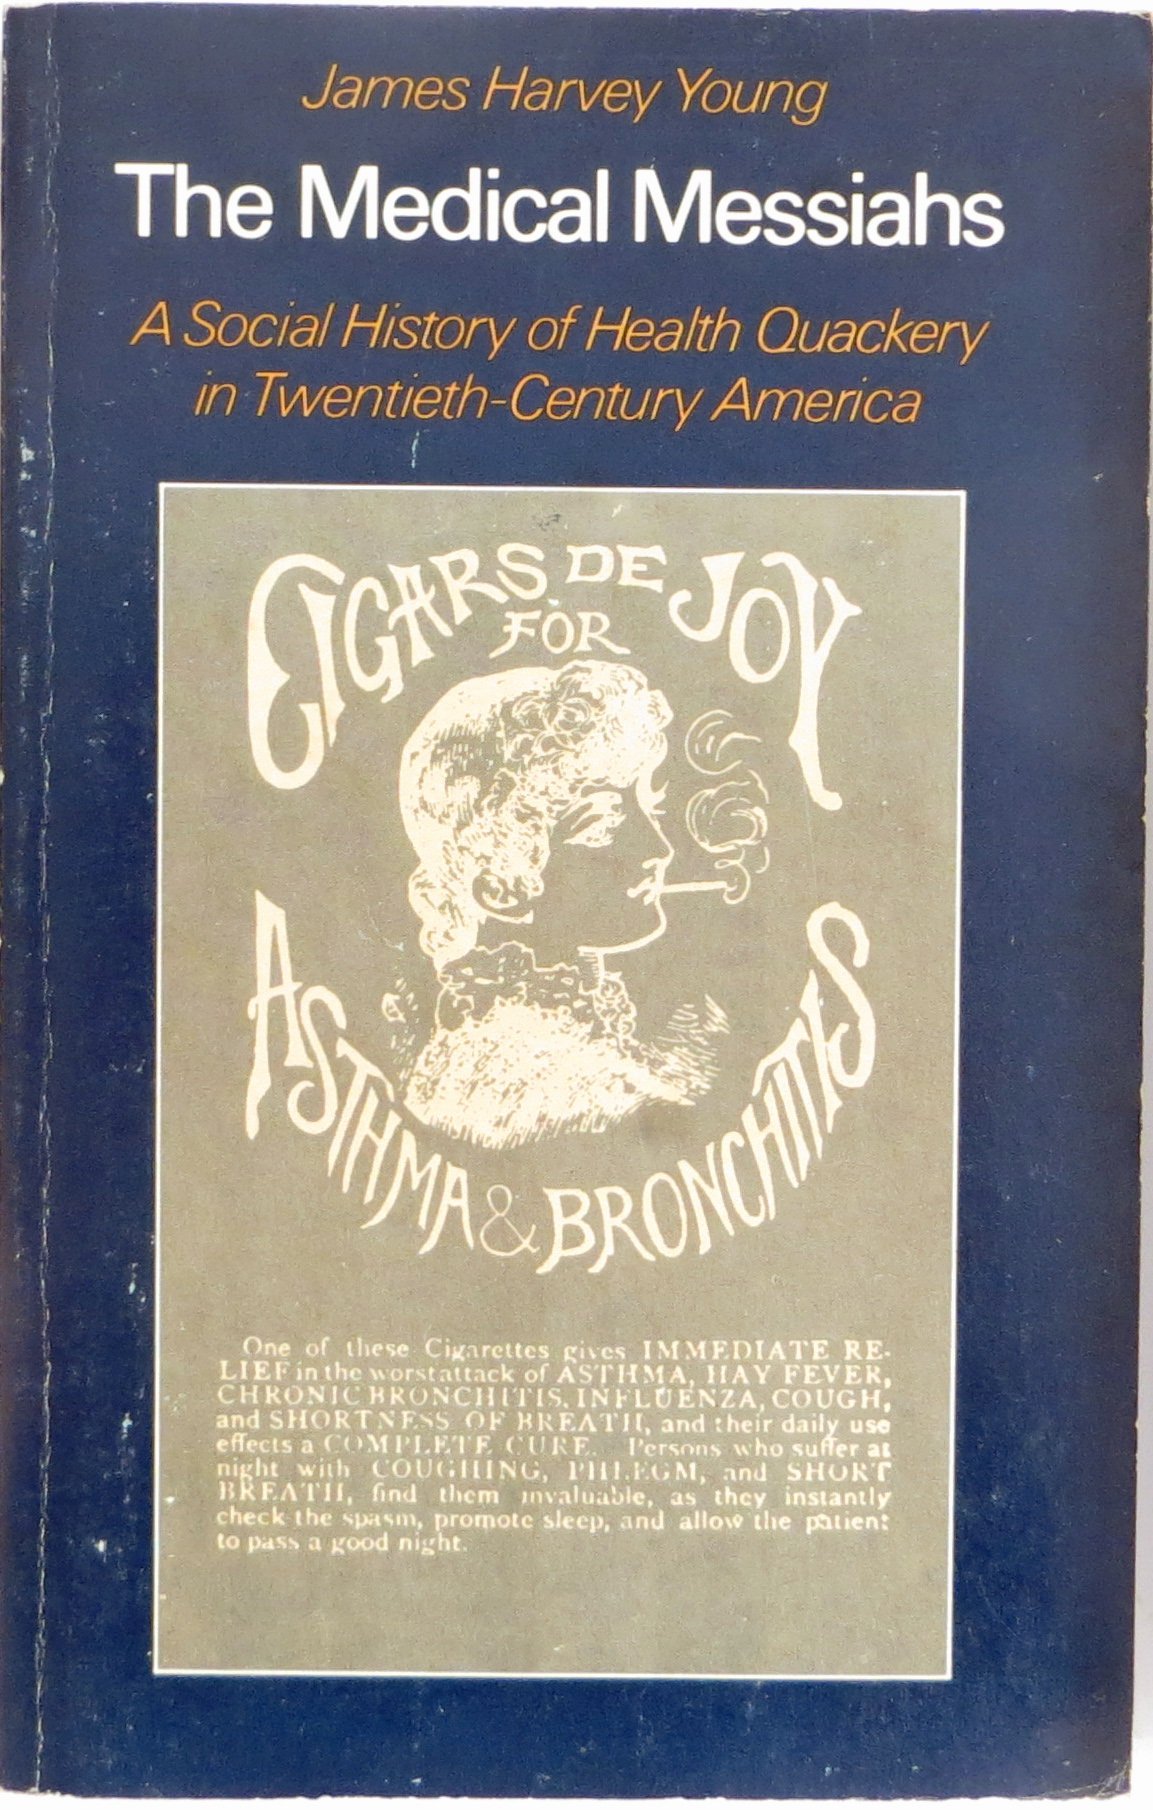 James Harvey Young
The Medical Messiahs
A Social History of Health Quackery
in Twentieth-Century America
CIGARS DE JOY
FOR
ASTHMA & BRONCHITIS
One of these Cigarettes gives IMMEDIATE RE-
LIEF in the worst attack of ASTHMA, HAY FEVER,
CHRONIC BRONCHITIS, INFLUENZA, COUGH,
and SHORTNESS OF BREATH, and their daily use
effects a COMPLETE CURE. Persons who suffer at
night with COUGHING, PHLEGM, and SHORT
BREATH, find them invaluable, as they instantly
check the spasm, promote sleep, and allow the patient
to pass a good night.